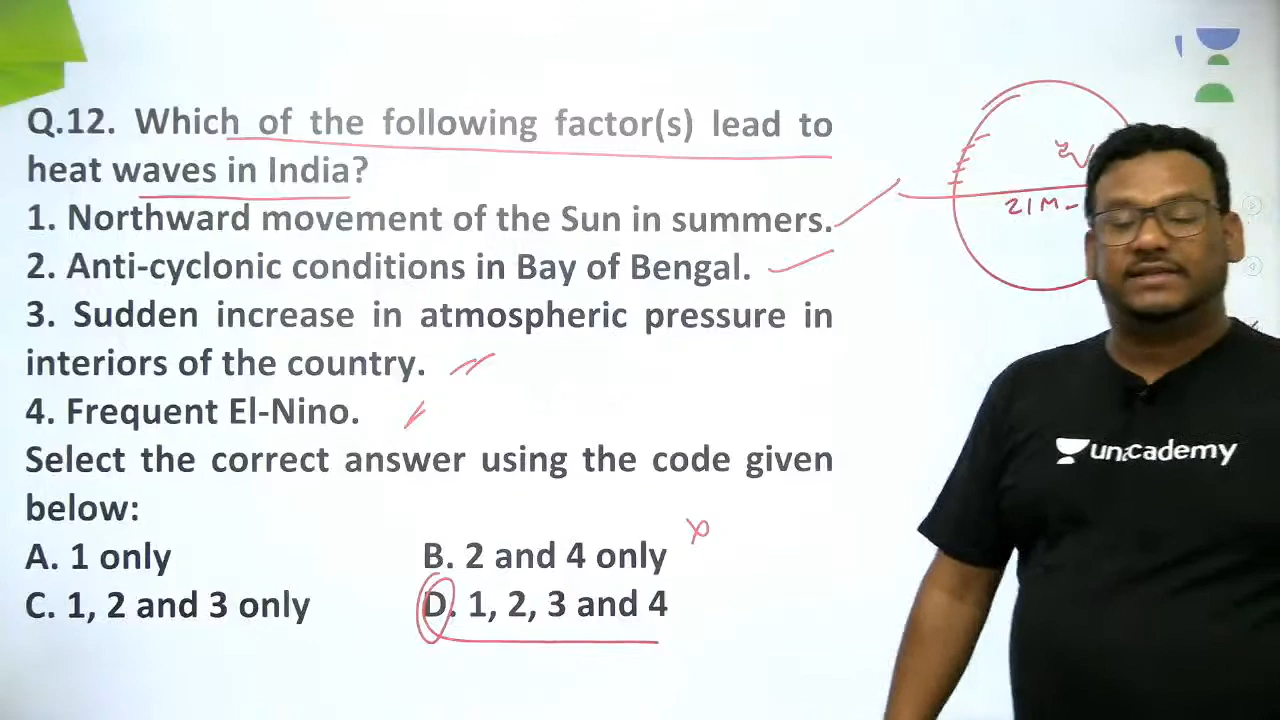 Q.12. Which of the following factor(s) lead to
heat waves in India?
1. Northward movement of the Sun in summers.
2. Anti-cyclonic conditions in Bay of Bengal.
3. Sudden increase in atmospheric pressure in
interiors of the country.
4. Frequent El-Nino.
Select the correct answer using the code given
below:
A. 1 only
B. 2 and 4 only
C. 1, 2 and 3 only
D. 1, 2, 3 and 4
21M-
unacademy